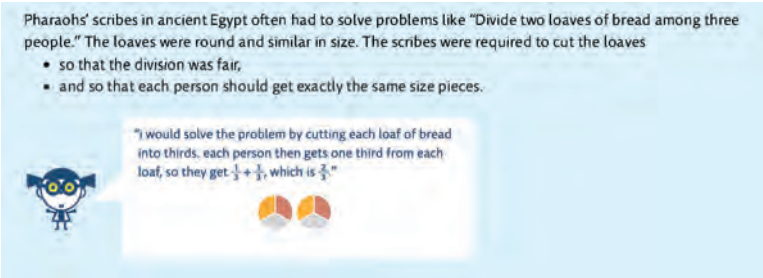 Pharaohs' scribes in ancient Egypt often had to solve problems like "Divide two loaves of bread among three
people." The loaves were round and similar in size. The scribes were required to cut the loaves
• so that the division was fair,
• and so that each person should get exactly the same size pieces.
"i would solve the problem by cutting each loaf of bread
into thirds. each person then gets one third from each
loaf, so they get 1/3 + 1/3, which is 2/3."